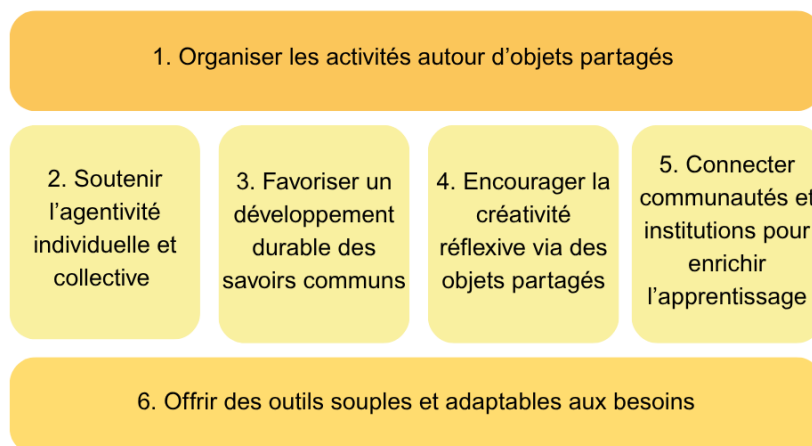 1. Organiser les activités autour d'objets partagés
2. Soutenir
l'agentivité
individuelle et
collective
3. Favoriser un
développement
durable des
savoirs communs
4. Encourager la
créativité
réflexive via des
objets partagés
5. Connecter
communautés et
institutions pour
enrichir
l'apprentissage
6. Offrir des outils souples et adaptables aux besoins